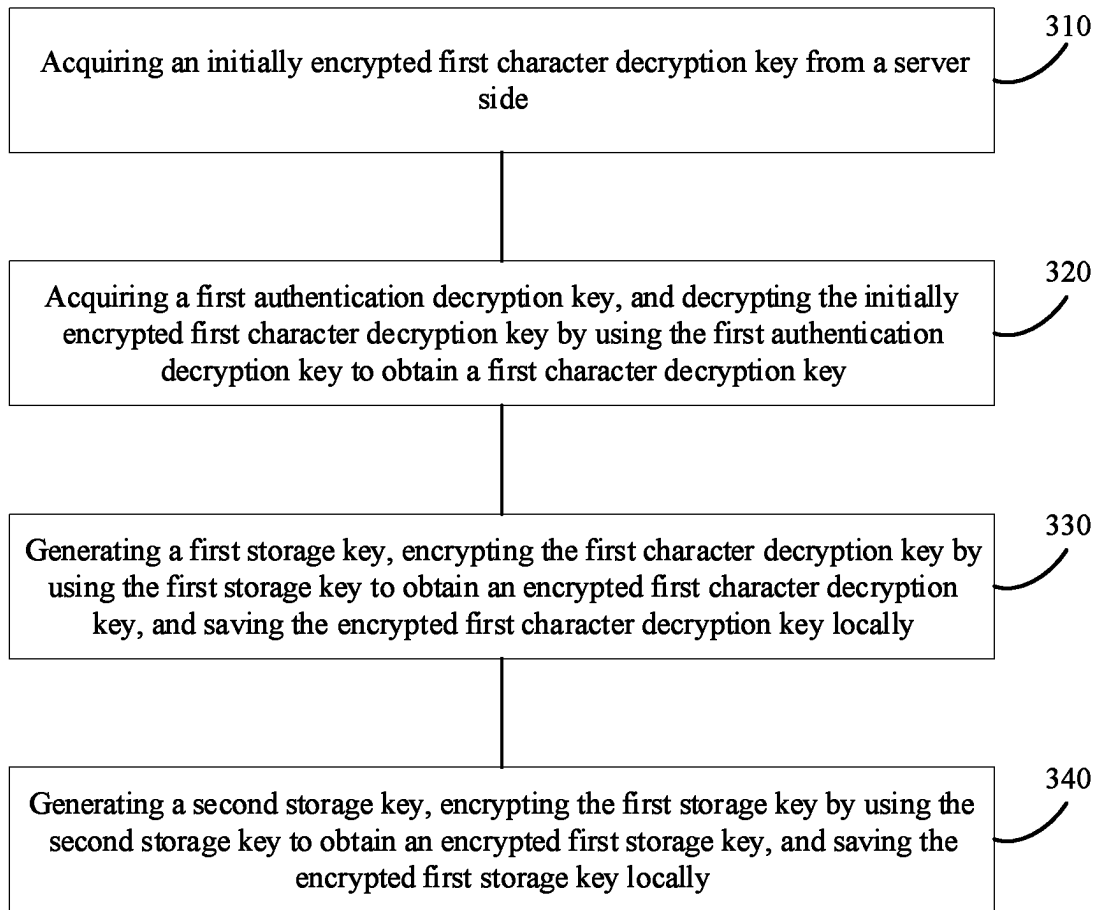 310
Acquiring an initially encrypted first character decryption key from a server
side
320
Acquiring a first authentication decryption key, and decrypting the initially
encrypted first character decryption key by using the first authentication
decryption key to obtain a first character decryption key
330
Generating a first storage key, encrypting the first character decryption key by
using the first storage key to obtain an encrypted first character decryption
key, and saving the encrypted first character decryption key locally
340
Generating a second storage key, encrypting the first storage key by using the
second storage key to obtain an encrypted first storage key, and saving the
encrypted first storage key locally